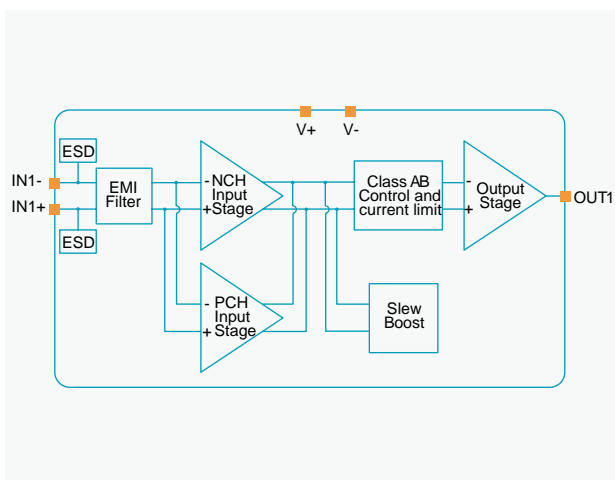 V+ V-
ESD
IN1-
IN1+
ESD
EMI
Filter
- NCH
Input
+ Stage
- PCH
Input
+ Stage
Class AB
Control and
current limit
Slew
Boost
- Output
Stage
+
OUT1